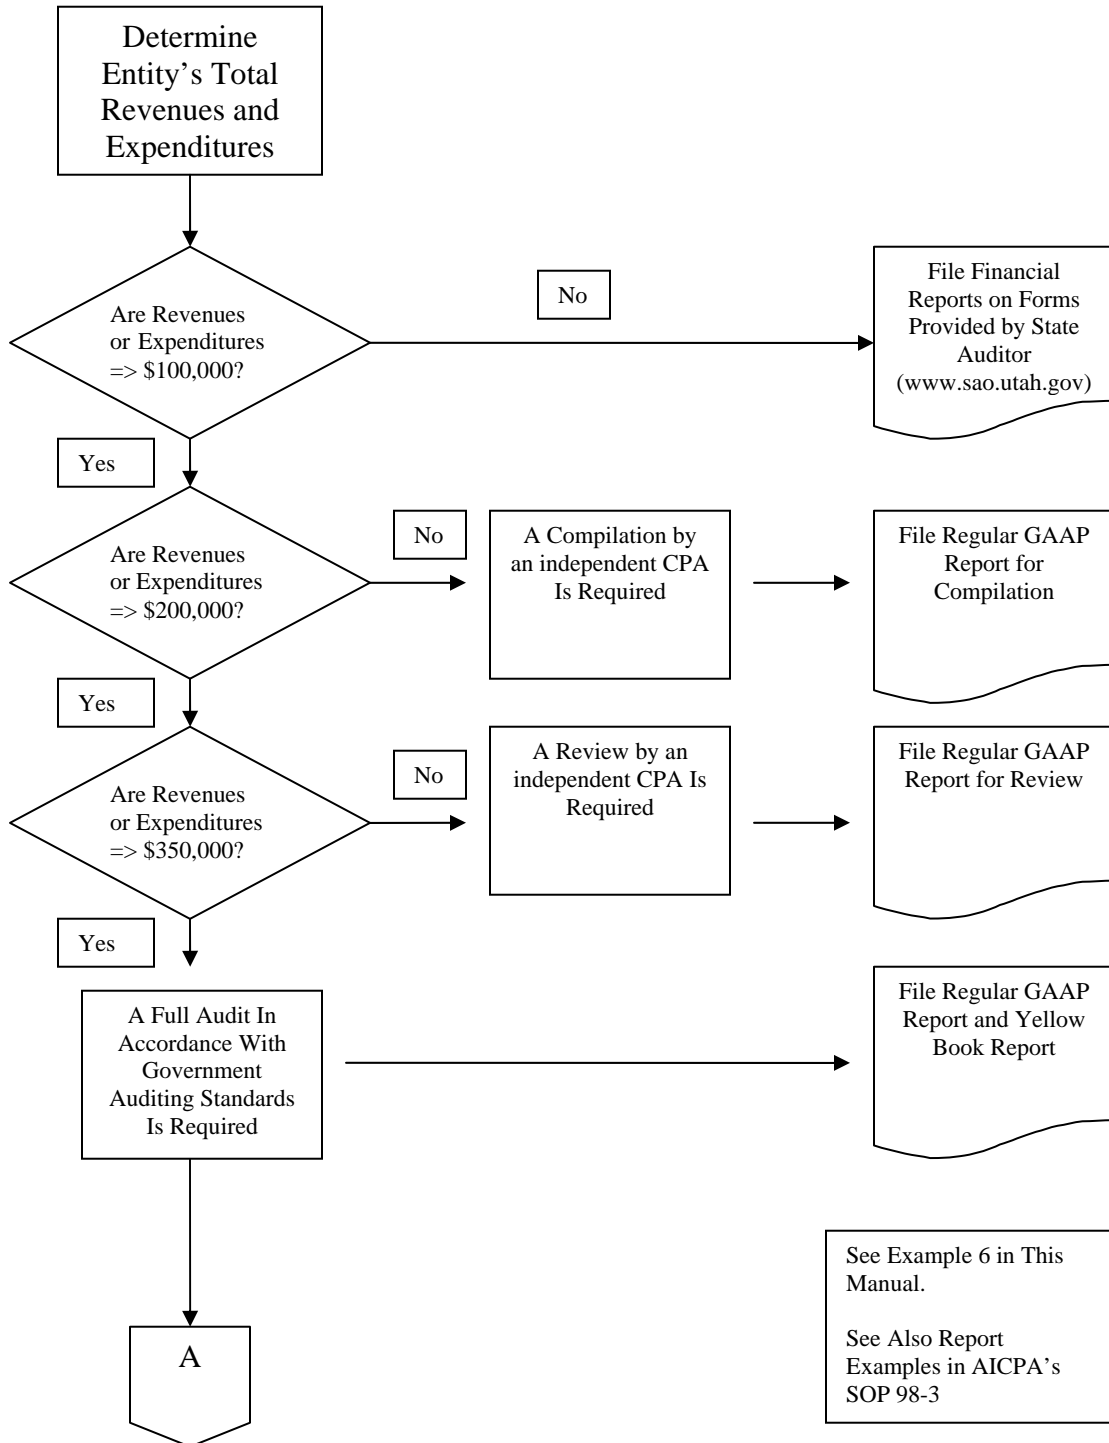 Determine
Entity’s Total
Revenues and
Expenditures
Are Revenues
or Expenditures
=> $100,000?
No
File Financial
Reports on Forms
Provided by State
Auditor
(www.sao.utah.gov)
Yes
Are Revenues
or Expenditures
=> $200,000?
No
A Compilation by
an independent CPA
Is Required
File Regular GAAP
Report for
Compilation
Yes
Are Revenues
or Expenditures
=> $350,000?
No
A Review by an
independent CPA Is
Required
File Regular GAAP
Report for Review
Yes
A Full Audit In
Accordance With
Government
Auditing Standards
Is Required
File Regular GAAP
Report and Yellow
Book Report
See Example 6 in This
Manual.
See Also Report
Examples in AICPA’s
SOP 98-3
A